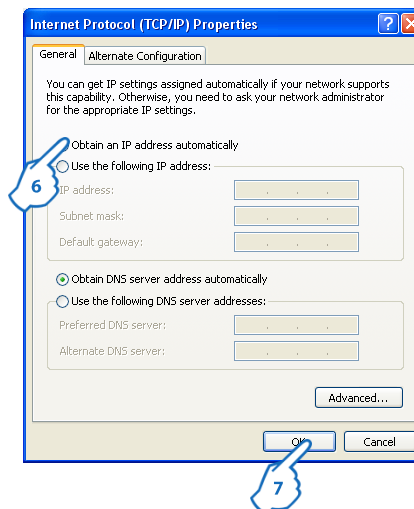 Internet Protocol (TCP/IP) Properties
General
Alternate Configuration
You can get IP settings assigned automatically if your network supports
this capability. Otherwise, you need to ask your network administrator
for the appropriate IP settings.
Obtain an IP address automatically
Use the following IP address:
6
IP address:
Subnet mask:
Default gateway:
Obtain DNS server address automatically
Use the following DNS server addresses:
Preferred DNS server:
Alternate DNS server:
Advanced...
OK
Cancel
7